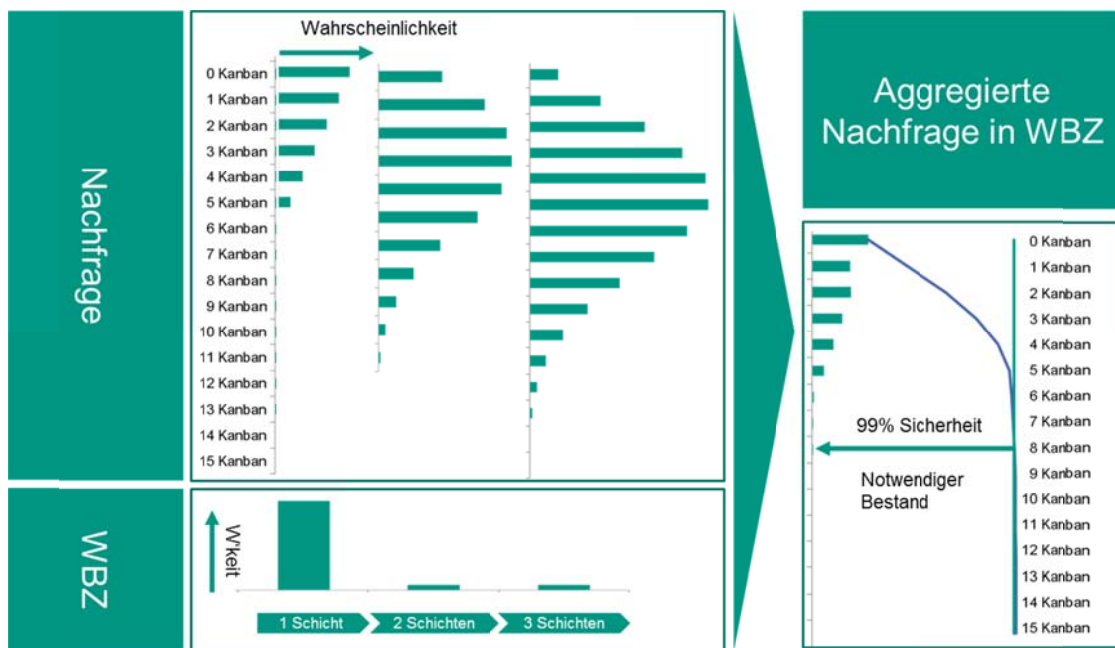 Nachfrage
Wahrscheinlichkeit
0 Kanban
1 Kanban
2 Kanban
3 Kanban
4 Kanban
5 Kanban
6 Kanban
7 Kanban
8 Kanban
9 Kanban
10 Kanban
11 Kanban
12 Kanban
13 Kanban
14 Kanban
15 Kanban
WBZ
W'keit
1 Schicht
2 Schichten
3 Schichten
Aggregierte
Nachfrage in WBZ
0 Kanban
1 Kanban
2 Kanban
3 Kanban
4 Kanban
5 Kanban
6 Kanban
7 Kanban
8 Kanban
9 Kanban
10 Kanban
11 Kanban
12 Kanban
13 Kanban
14 Kanban
15 Kanban
99% Sicherheit
Notwendiger
Bestand